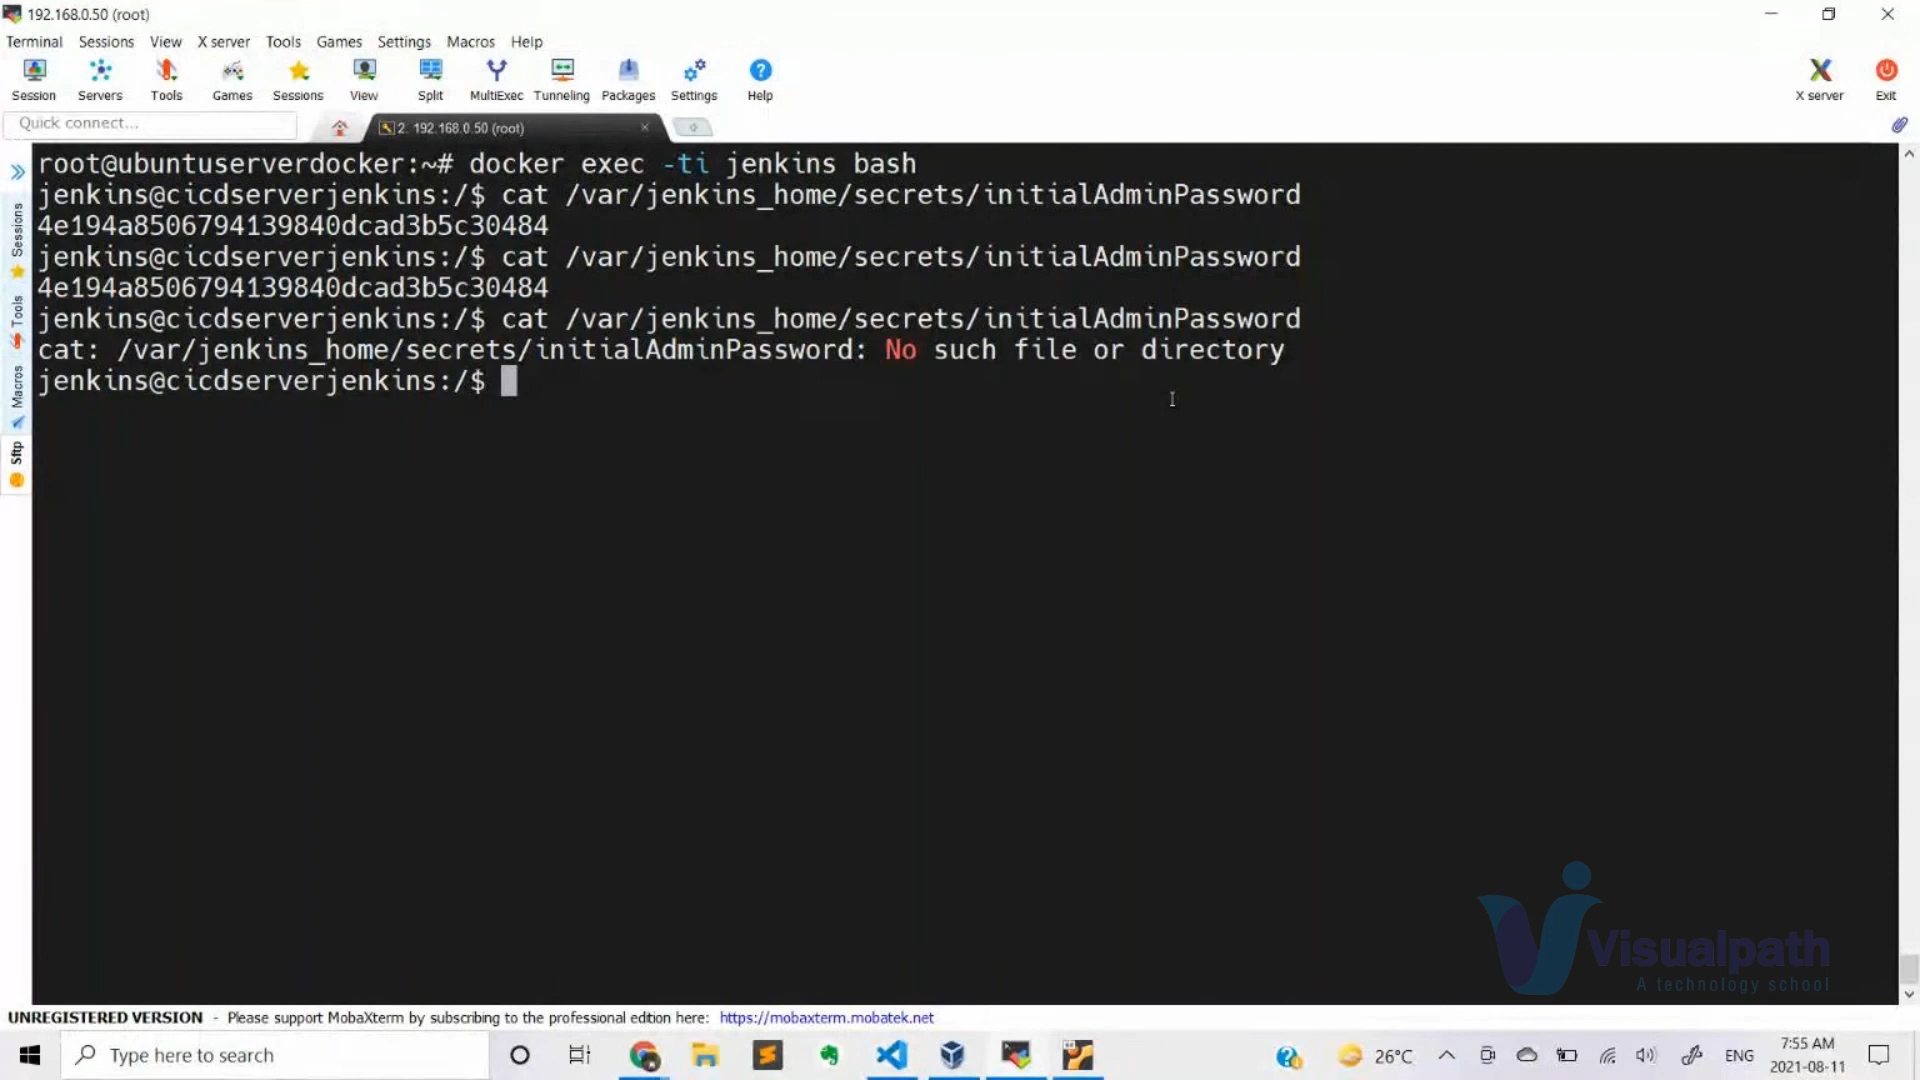 192.168.0.50 (root)
Terminal Sessions View X server Tools Games Settings Macros Help
Session Servers Tools Games Sessions View Split MultiExec Tunneling Packages Settings Help X server Exit
Quick connect...
2. 192.168.0.50 (root)
root@ubuntuserverdocker:~# docker exec -ti jenkins bash
jenkins@cicdserverjenkins:/$ cat /var/jenkins_home/secrets/initialAdminPassword
4e194a8506794139840dcad3b5c30484
jenkins@cicdserverjenkins:/$ cat /var/jenkins_home/secrets/initialAdminPassword
4e194a8506794139840dcad3b5c30484
jenkins@cicdserverjenkins:/$ cat /var/jenkins_home/secrets/initialAdminPassword
cat: /var/jenkins_home/secrets/initialAdminPassword: No such file or directory
jenkins@cicdserverjenkins:/$
Sessions
Tools
Macros
Sftp
Visualpath
A technology school
UNREGISTERED VERSION - Please support MobaXterm by subscribing to the professional edition here: https://mobaxterm.mobatek.net
Type here to search
26°C
ENG
7:55 AM
2021-08-11